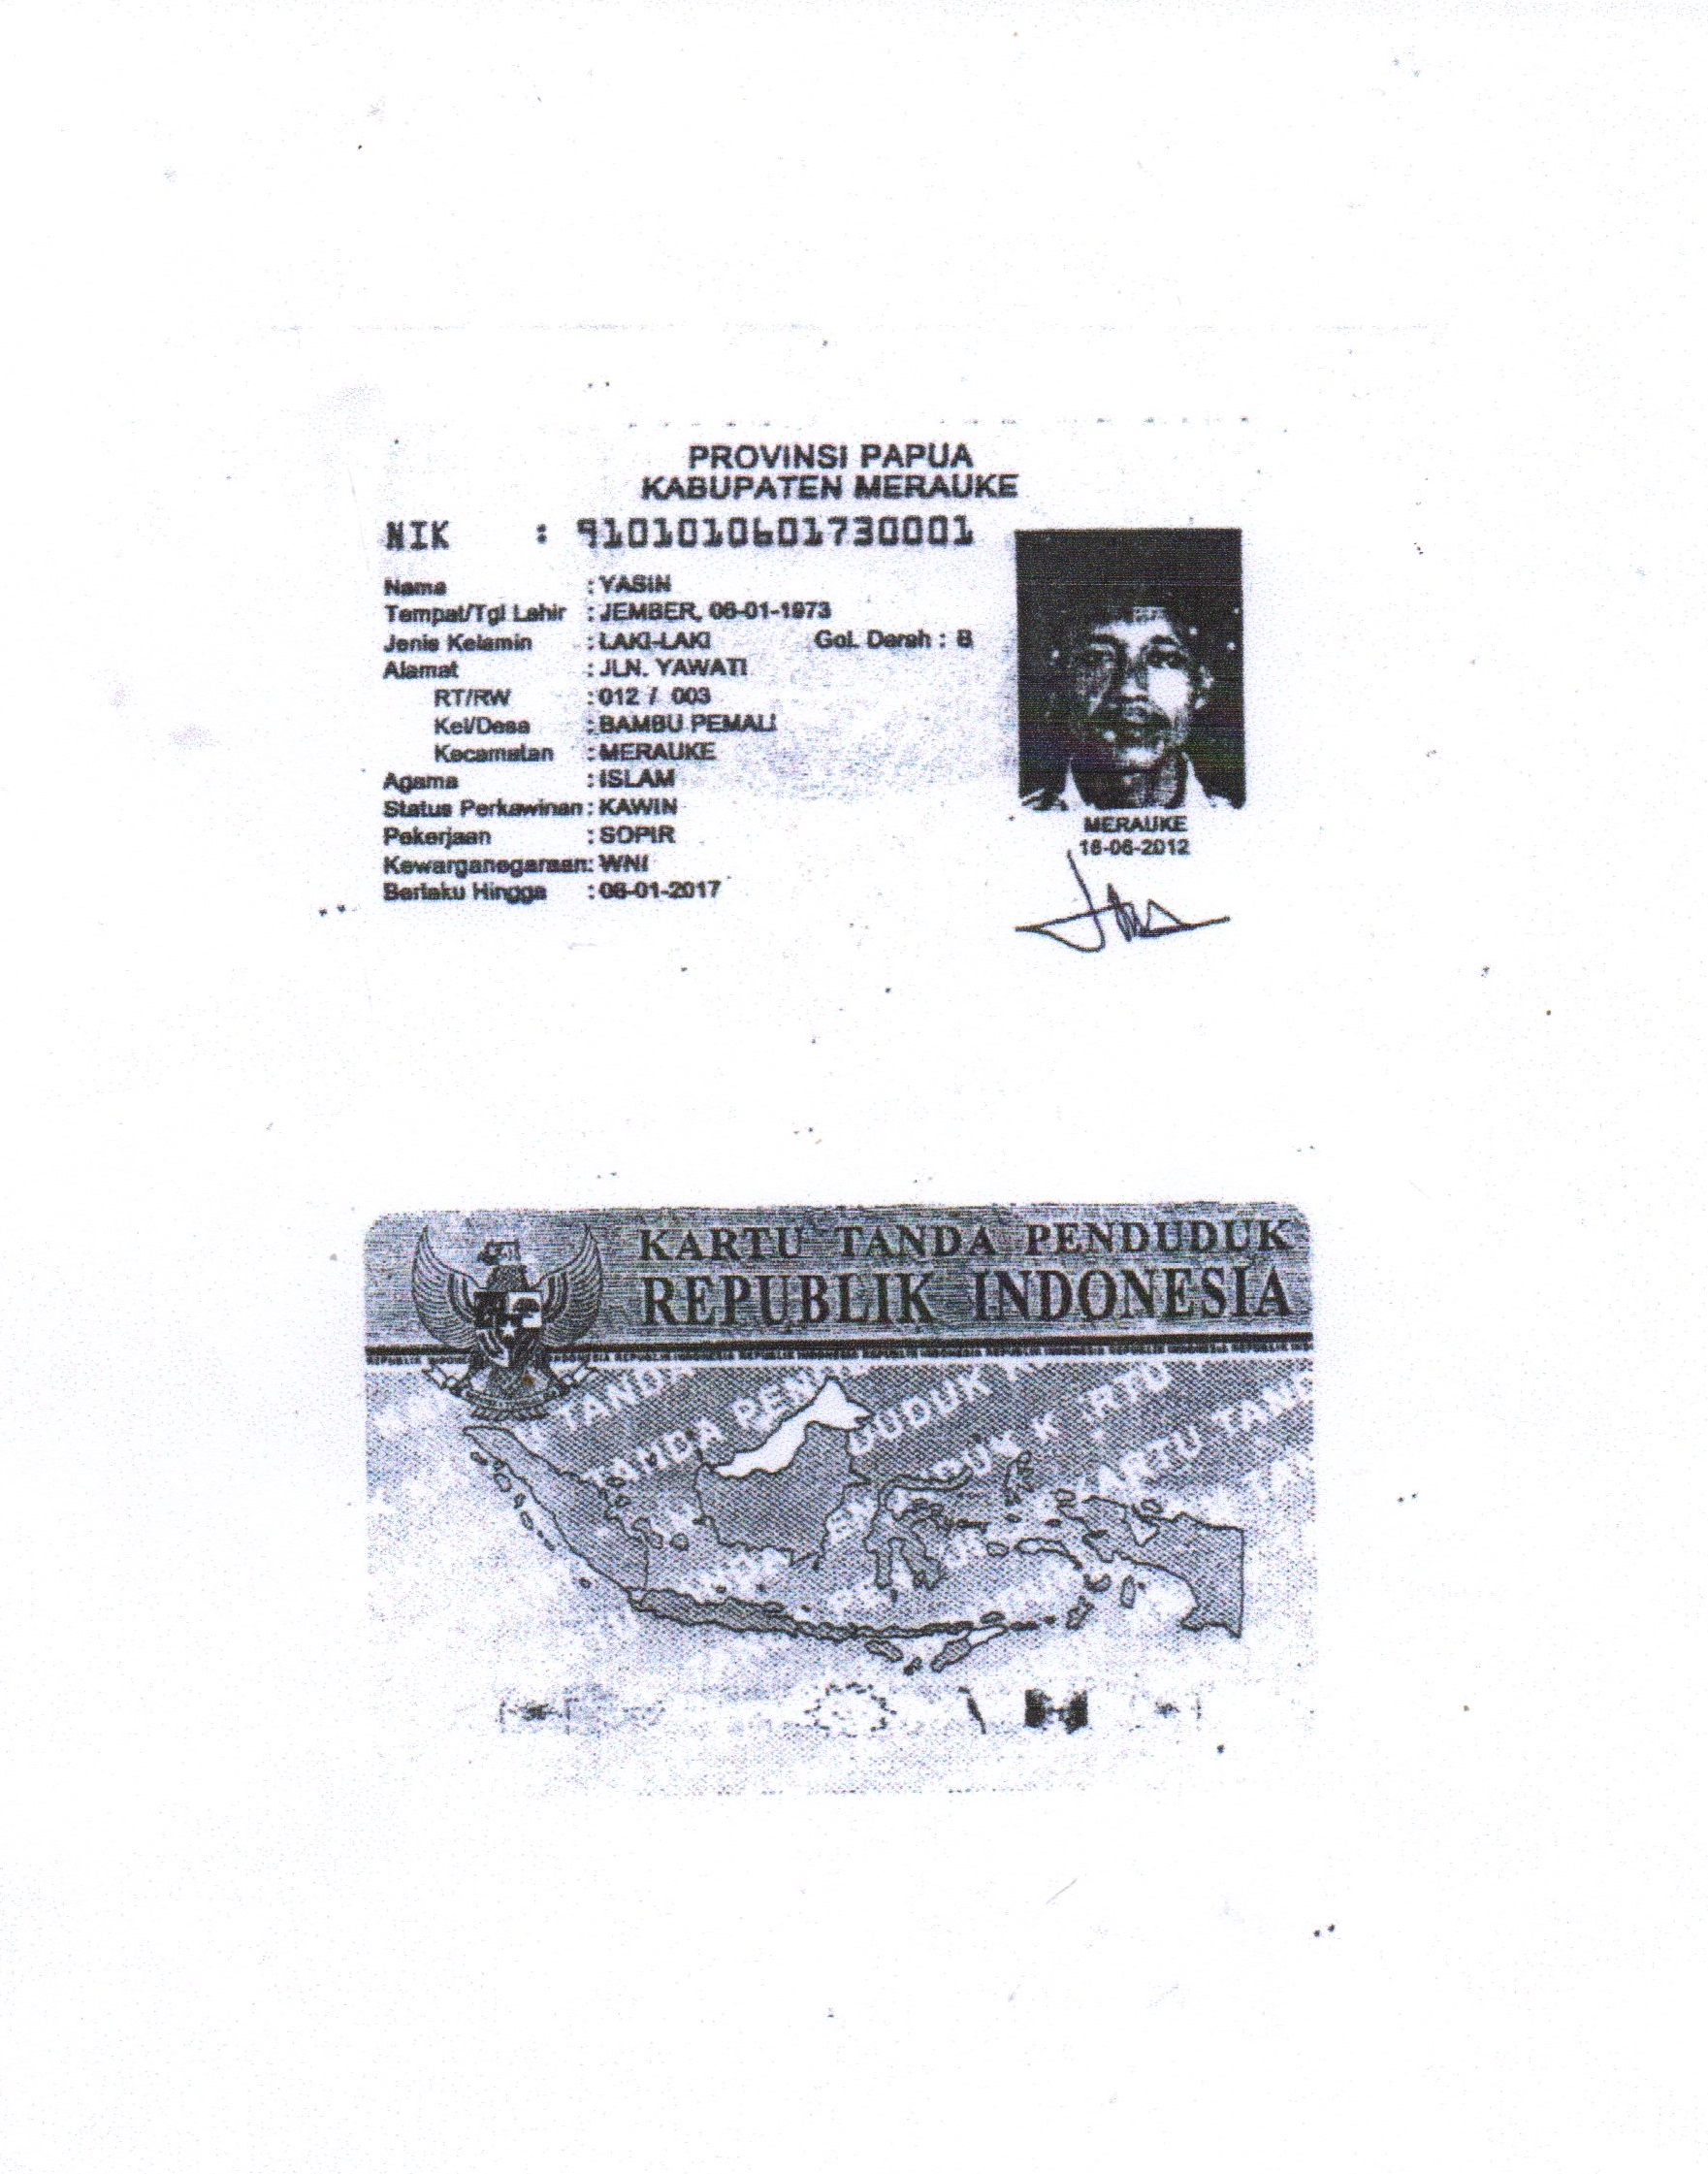 PROVINSI PAPUA
KABUPATEN MERAUKE
NIK : 9101010601730001
Nama : YASIN
Tempat/Tgl Lahir : JEMBER, 06-01-1973
Jenis Kelamin : LAKI-LAKI Gol. Darah : B
Alamat : JLN. YAWATI
RT/RW : 012 / 003
Kel/Desa : BAMBU PEMALI
Kecamatan : MERAUKE
Agama : ISLAM
Status Perkawinan : KAWIN
Pekerjaan : SOPIR
Kewarganegaraan: WNI
Berlaku Hingga : 06-01-2017
MERAUKE
16-06-2012
KARTU TANDA PENDUDUK
REPUBLIK INDONESIA